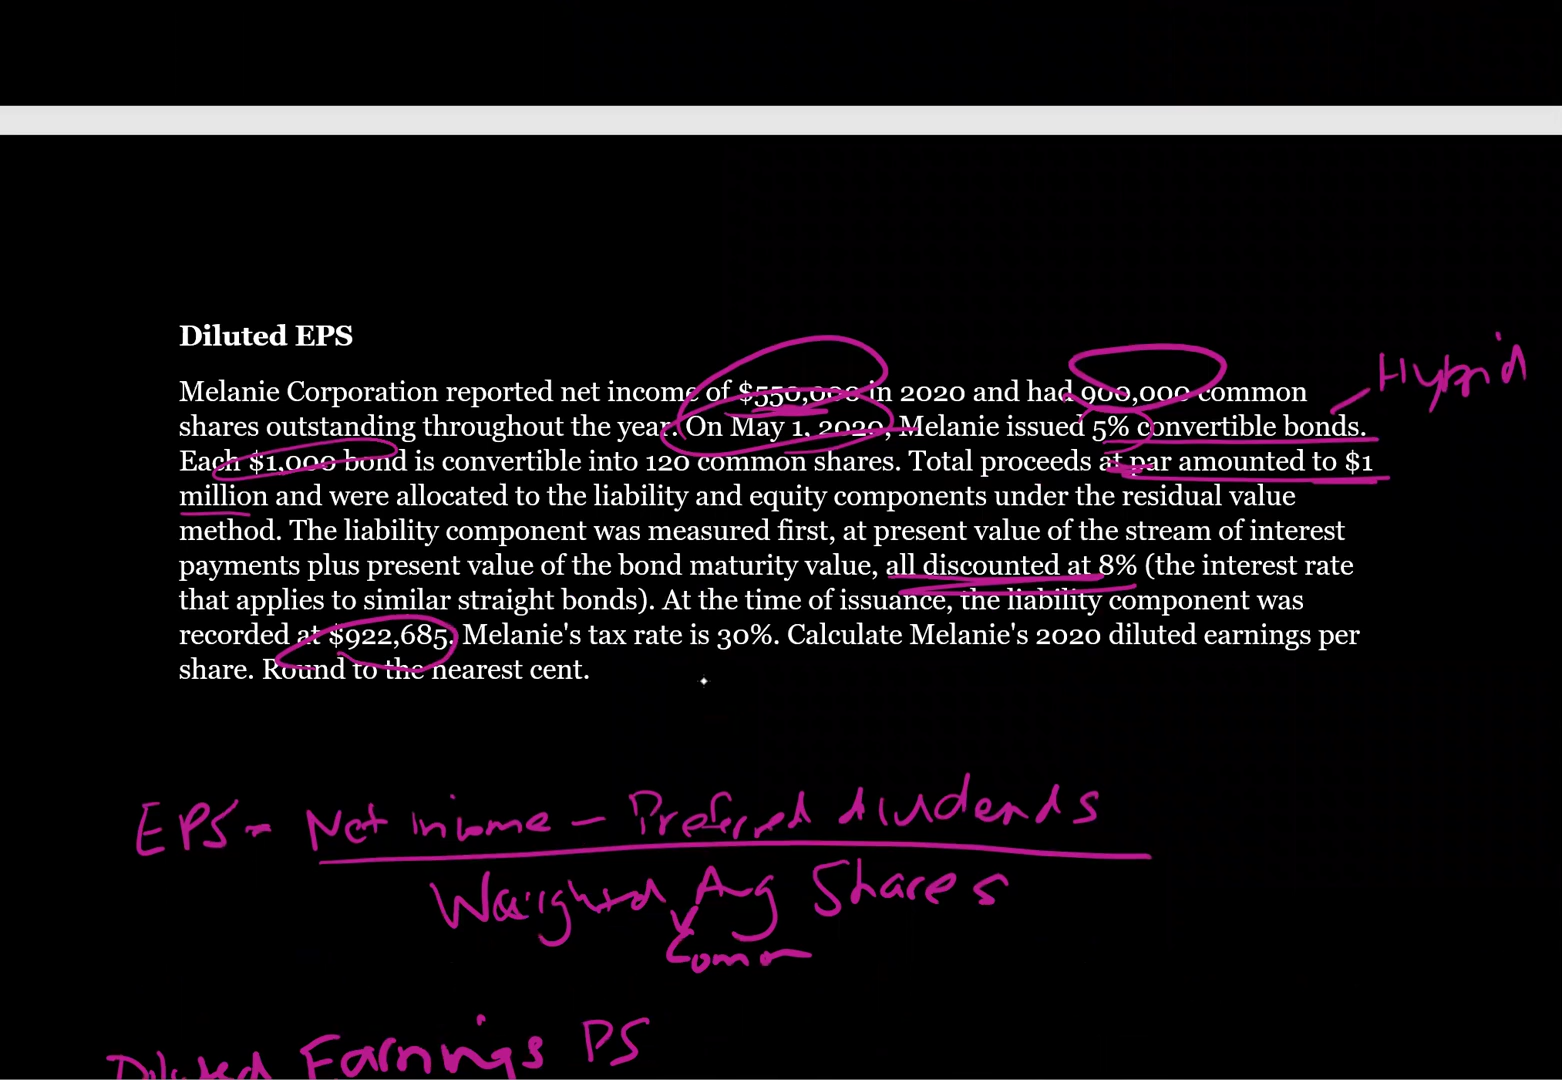 Diluted EPS
Melanie Corporation reported net income of $550,000 in 2020 and had 900,000 common
shares outstanding throughout the year. On May 1, 2020, Melanie issued 5% convertible bonds.
Hybrid
Each $1,000 bond is convertible into 120 common shares. Total proceeds at par amounted to $1
million and were allocated to the liability and equity components under the residual value
method. The liability component was measured first, at present value of the stream of interest
payments plus present value of the bond maturity value, all discounted at 8% (the interest rate
that applies to similar straight bonds). At the time of issuance, the liability component was
recorded at $922,685. Melanie's tax rate is 30%. Calculate Melanie's 2020 diluted earnings per
share. Round to the nearest cent.
EPS = Net income - Preferred dividends
Weighted Avg Shares
Common
Diluted Earnings PS